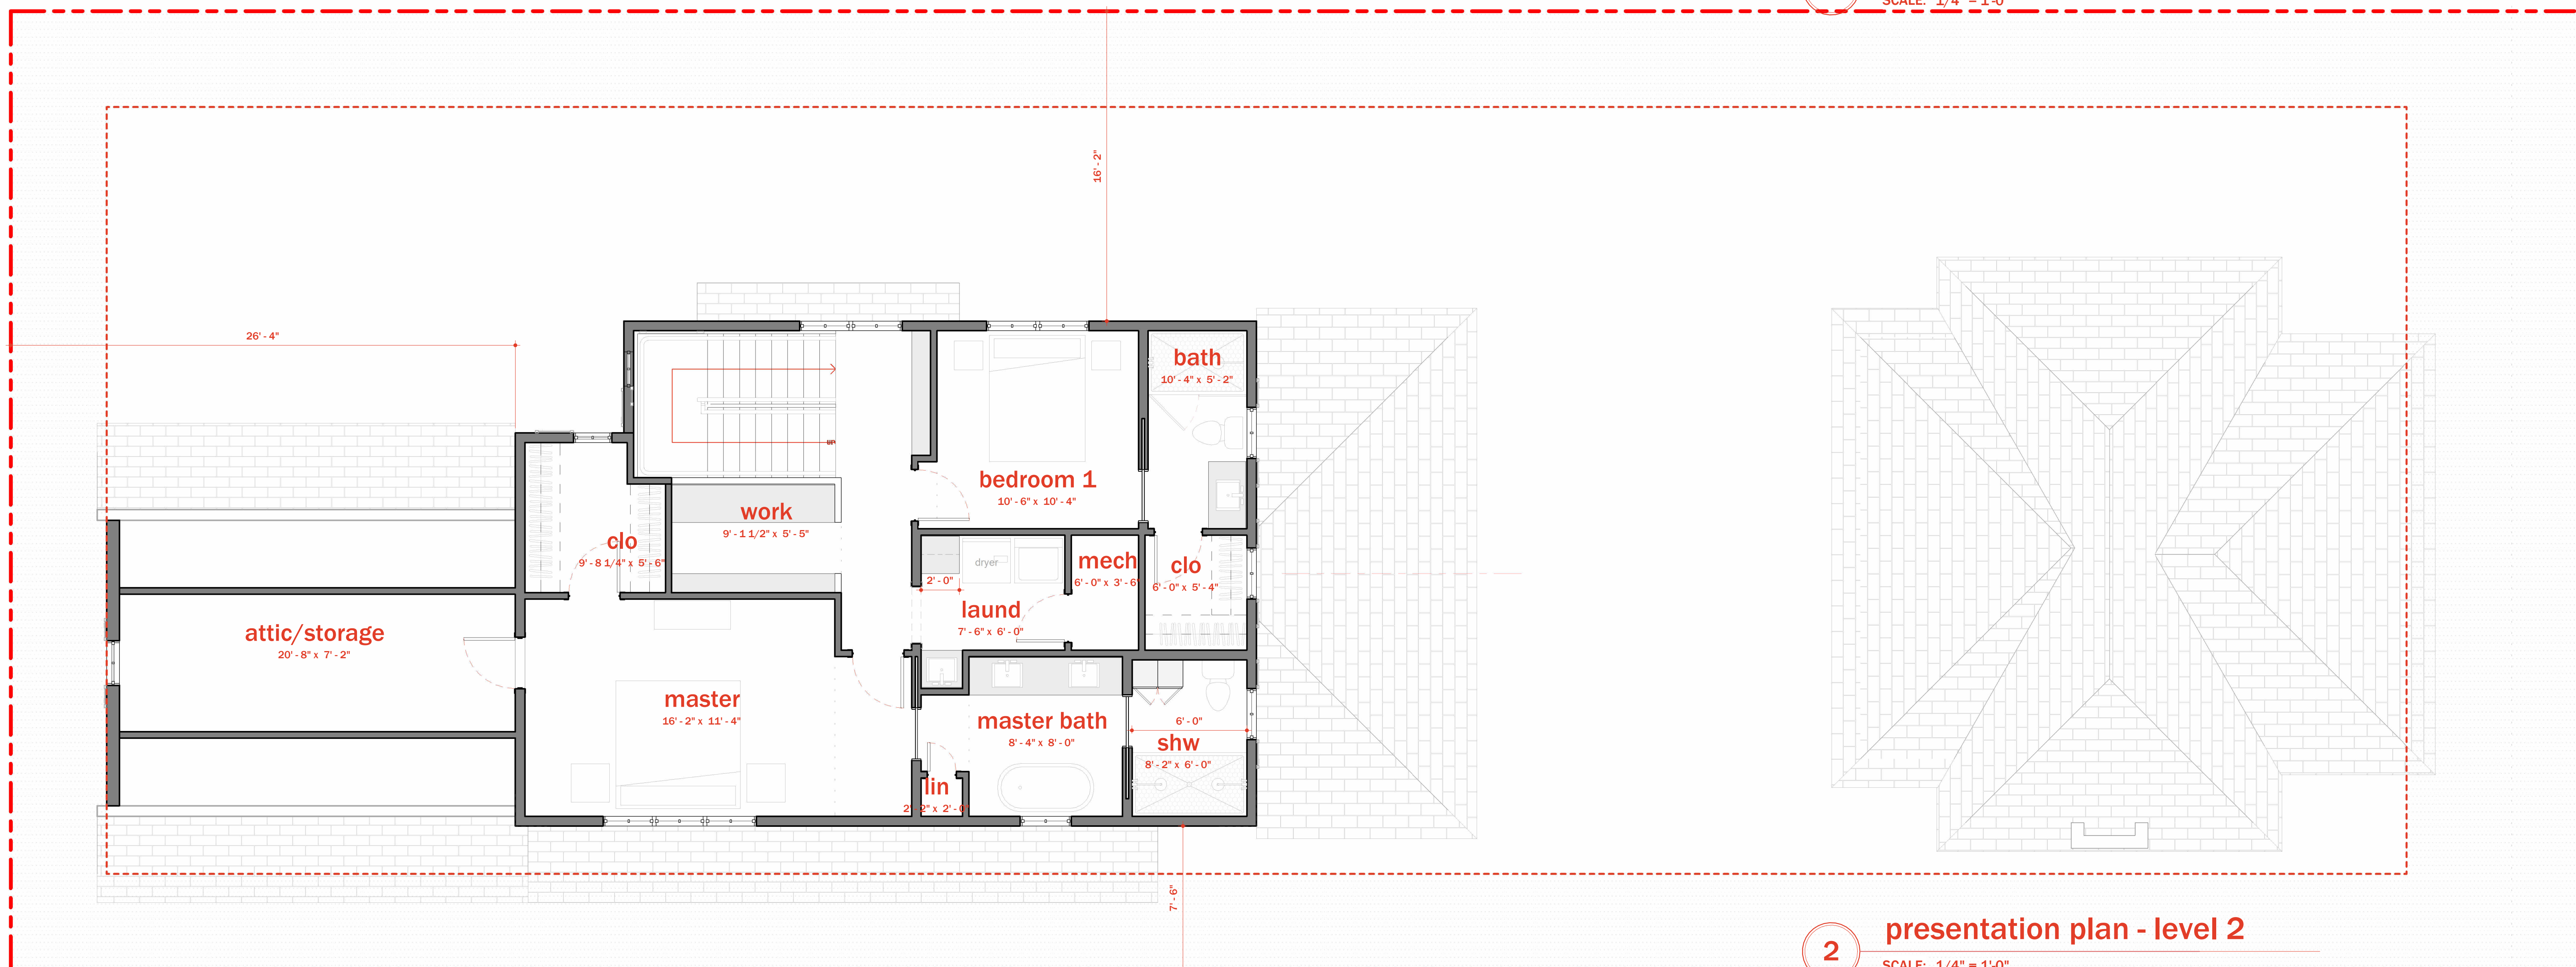 SCALE: 1/4" = 1'-0"
16' - 2"
26' - 4"
bath
10' - 4" x 5' - 2"
UP
bedroom 1
10' - 6" x 10' - 4"
work
9' - 1 1/2" x 5' - 5"
clo
9' - 8 1/4" x 5' - 6"
dryer
mech
6' - 0" x 3' - 6"
clo
6' - 0" x 5' - 4"
2' - 0"
laund
7' - 6" x 6' - 0"
attic/storage
20' - 8" x 7' - 2"
master
16' - 2" x 11' - 4"
master bath
8' - 4" x 8' - 0"
6' - 0"
shw
8' - 2" x 6' - 0"
lin
2' - 2" x 2' - 0"
7' - 6"
2
presentation plan - level 2
SCALE: 1/4" = 1'-0"